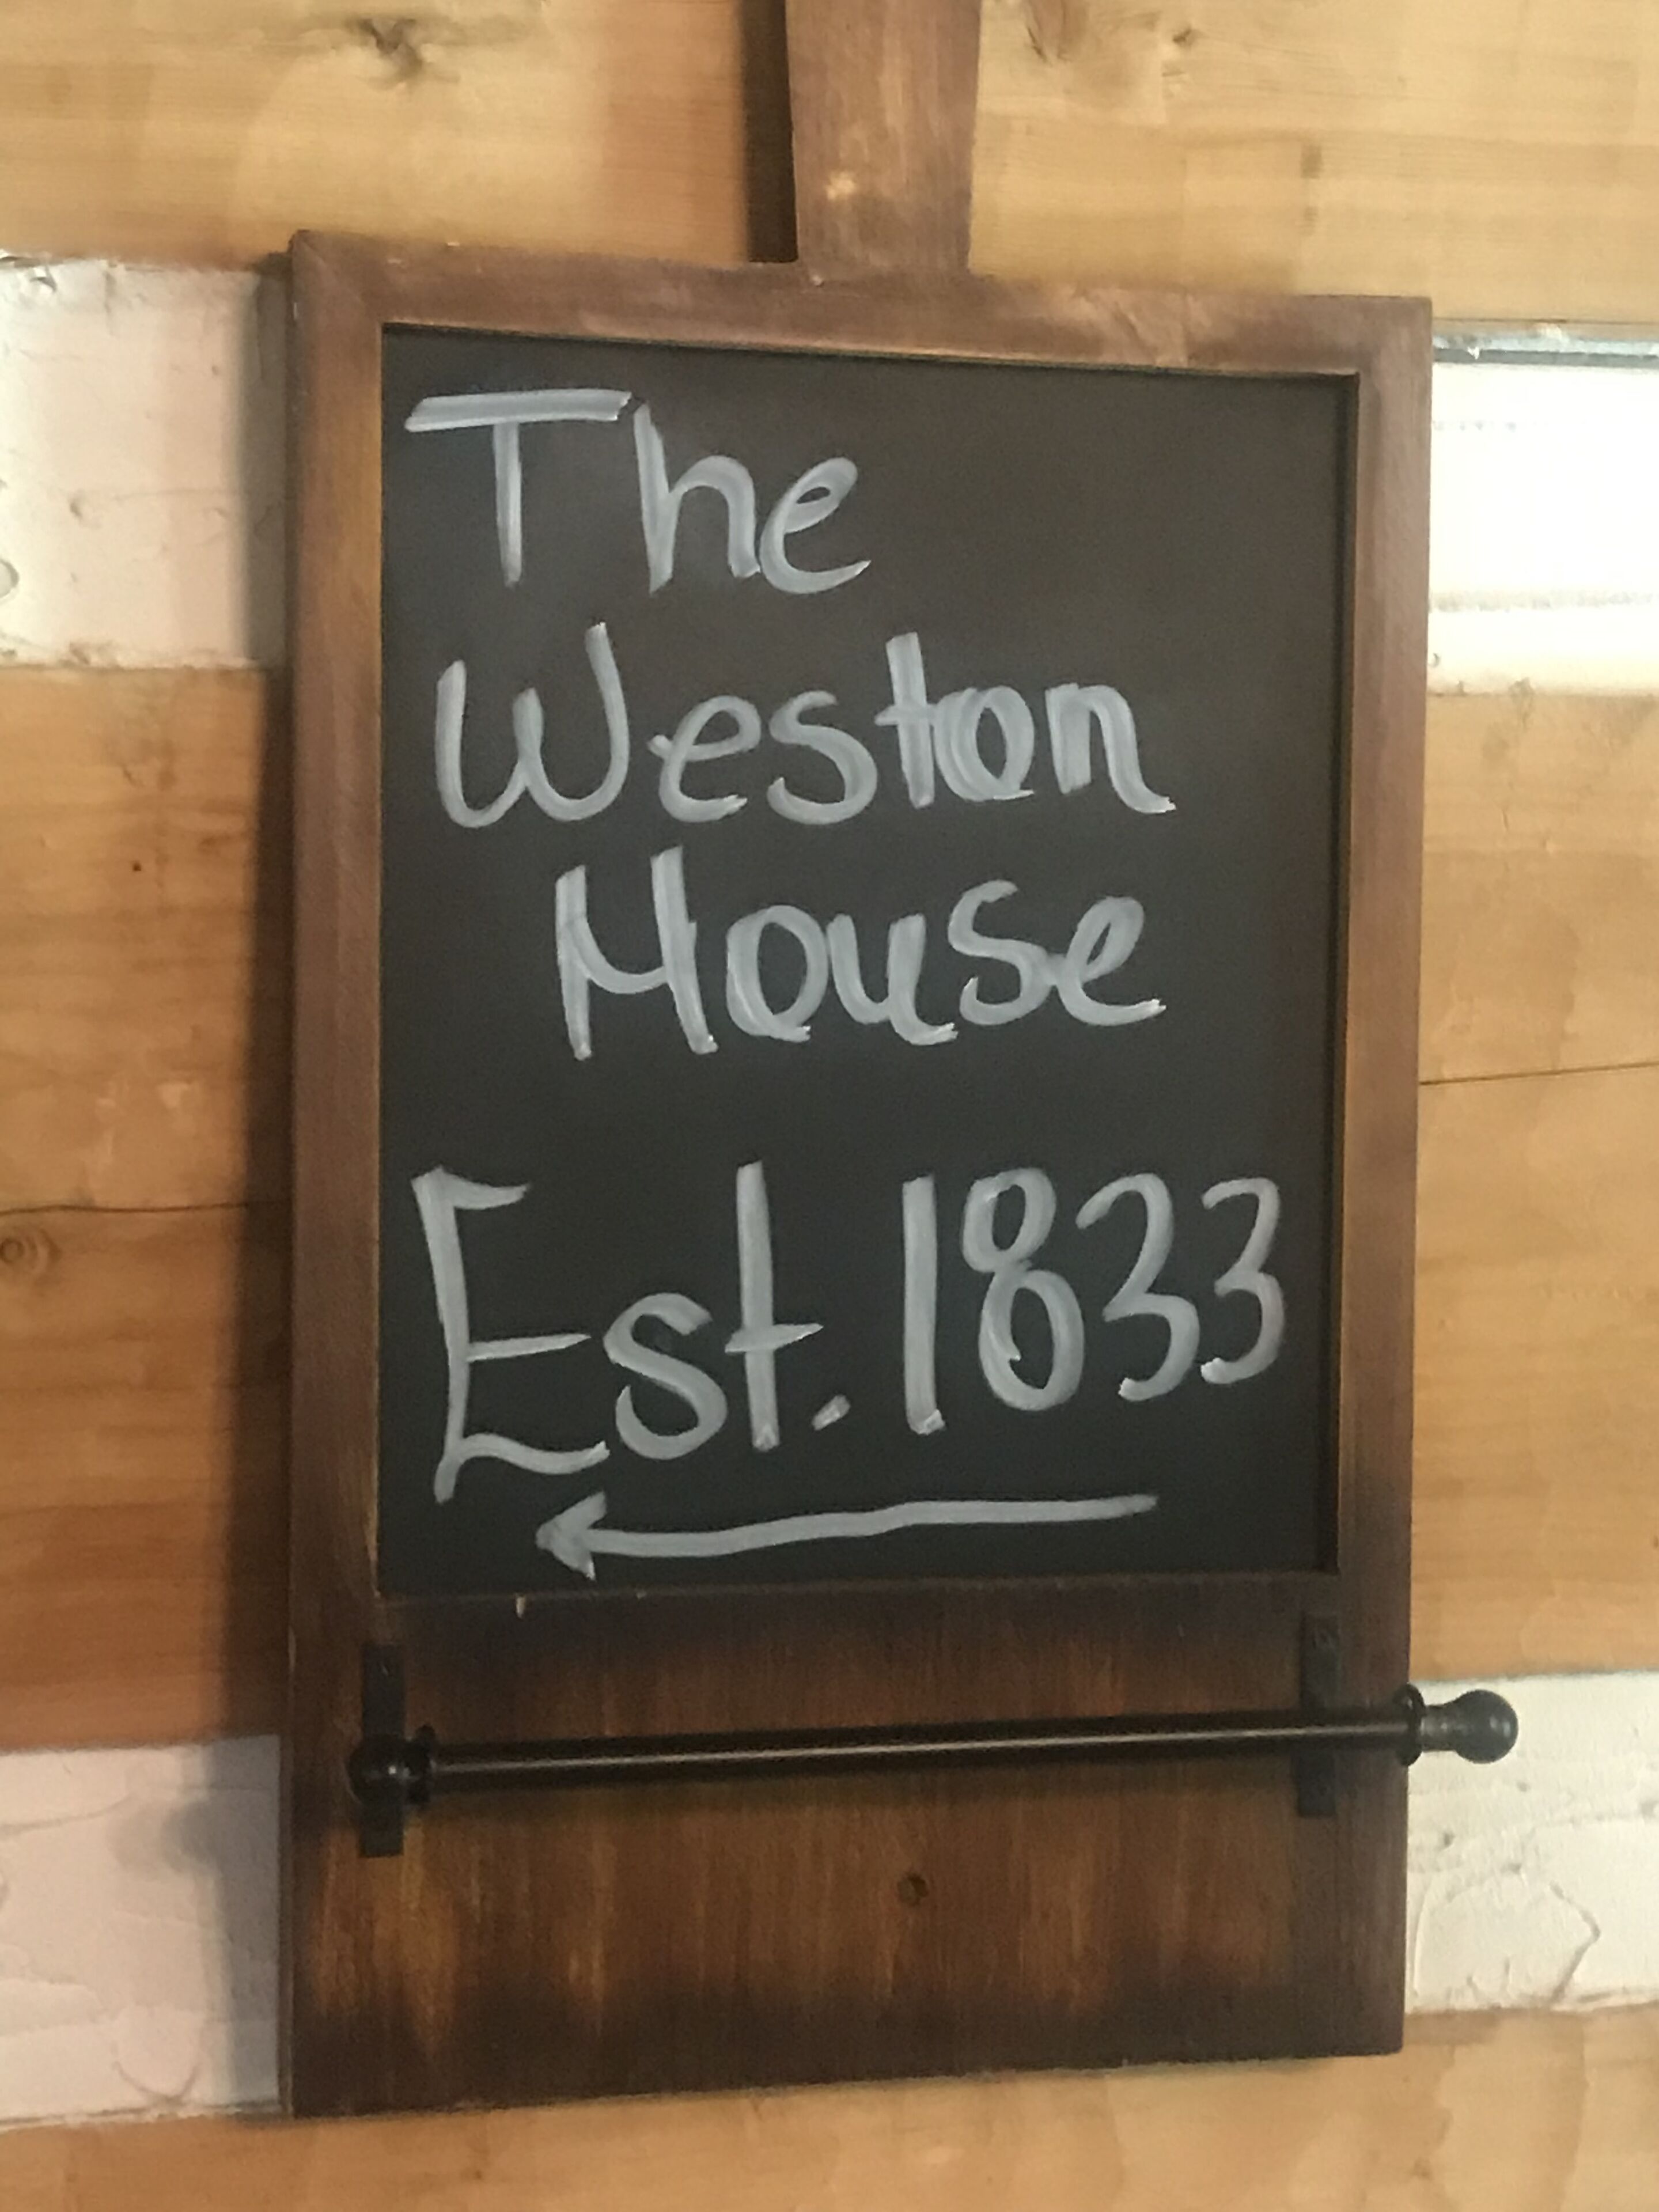 The
Weston
House
Est. 1833